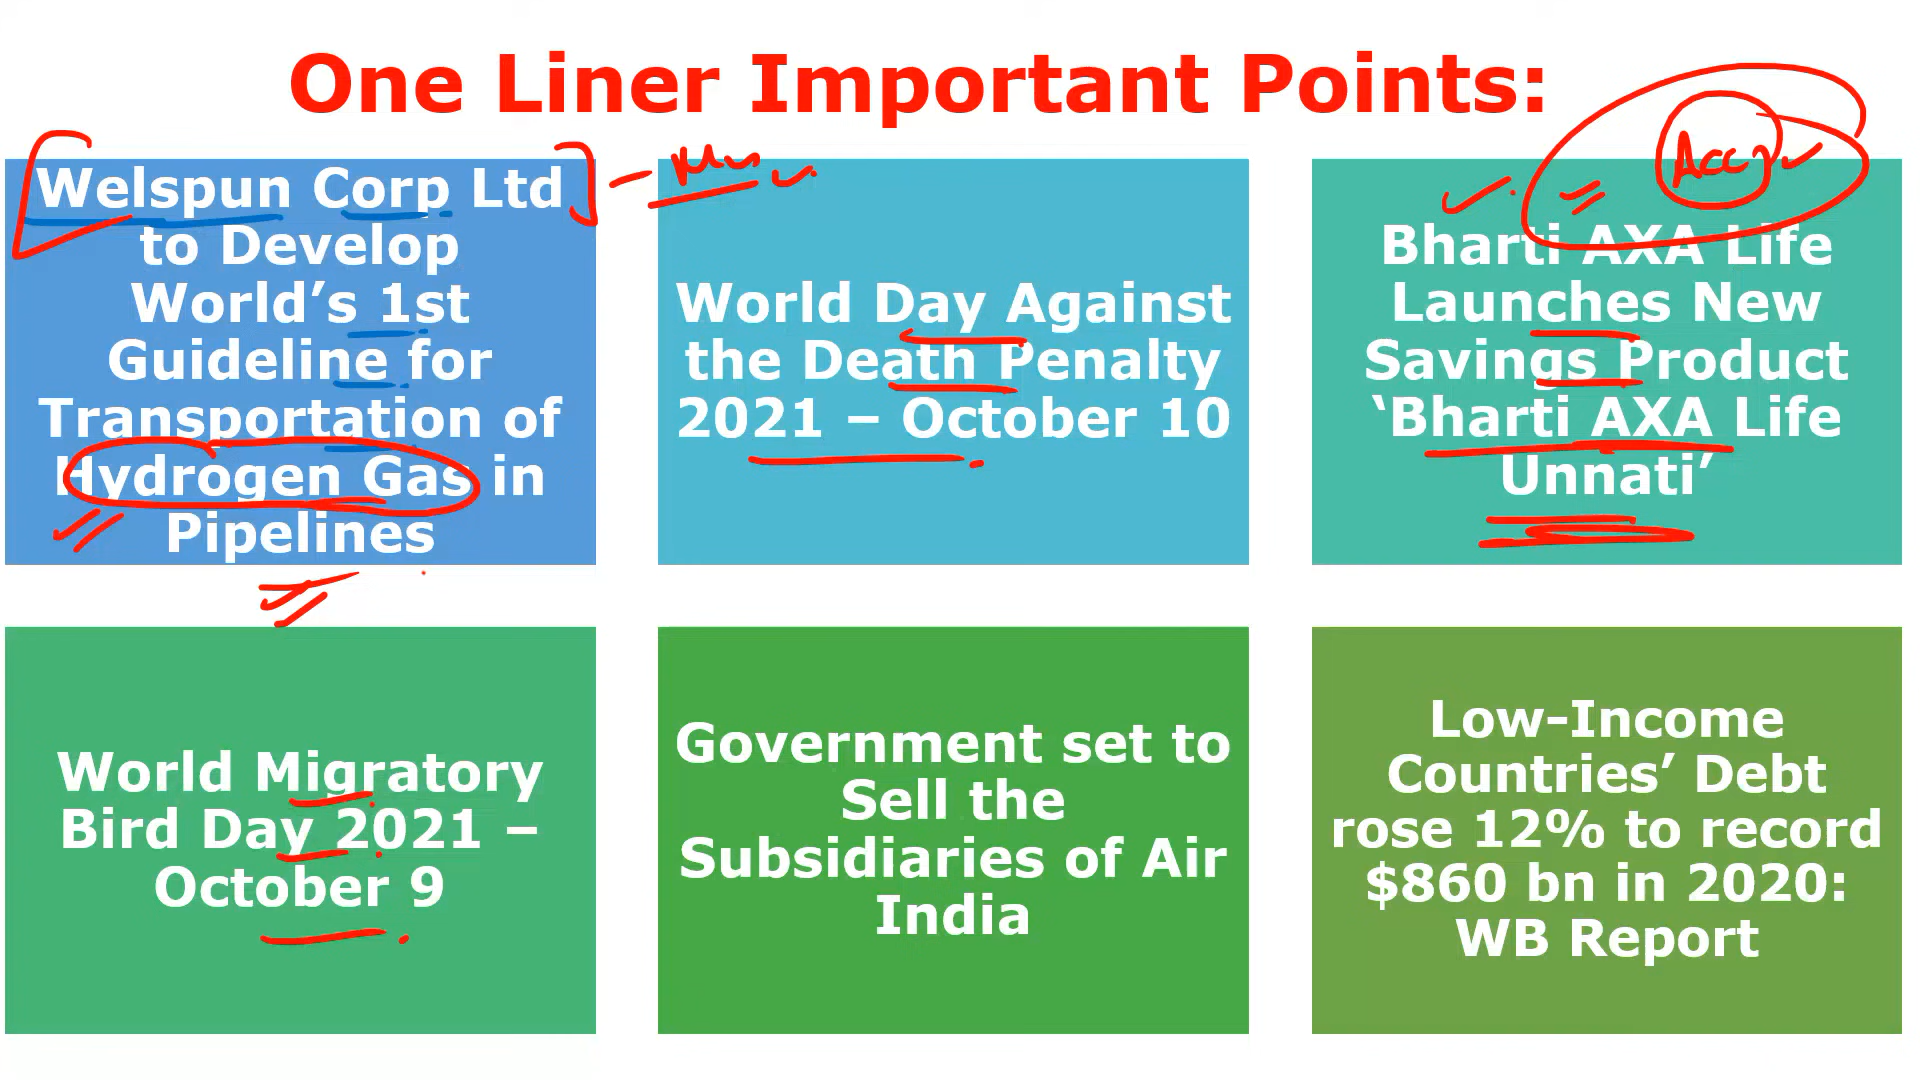 One Liner Important Points:
Welspun Corp Ltd
to Develop
World’s 1st
Guideline for
Transportation of
Hydrogen Gas in
Pipelines
World Day Against
the Death Penalty
2021 – October 10
Acc
Bharti AXA Life
Launches New
Savings Product
‘Bharti AXA Life
Unnati’
World Migratory
Bird Day 2021 –
October 9
Government set to
Sell the
Subsidiaries of Air
India
Low-Income
Countries’ Debt
rose 12% to record
$860 bn in 2020:
WB Report